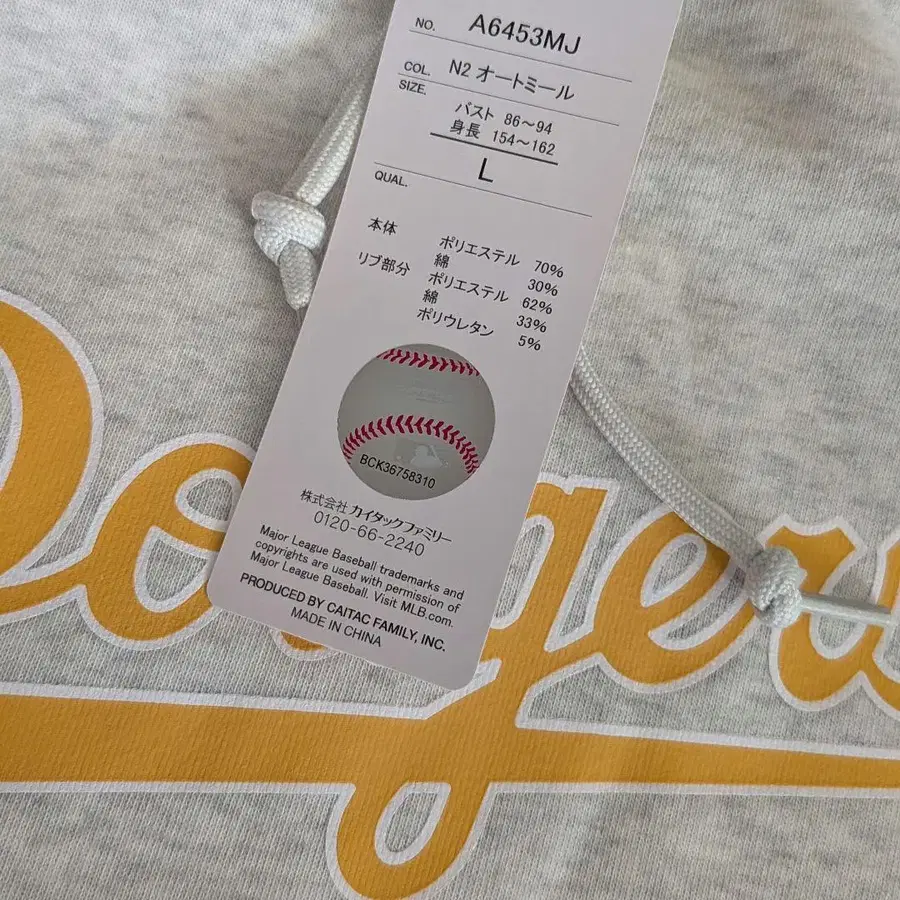 NO. A6453MJ
COL. N2 オートミール
SIZE.
バスト 86～94
身長 154～162
L
QUAL.
本体 ポリエステル 70%
綿 30%
リブ部分 ポリエステル 62%
綿 33%
ポリウレタン 5%
BCK36758310
株式会社 カイタックファミリー
0120-66-2240
Major League Baseball trademarks and
copyrights are used with permission of
Major League Baseball. Visit MLB.com.
PRODUCED BY CAITAC FAMILY, INC.
MADE IN CHINA
Dodgers